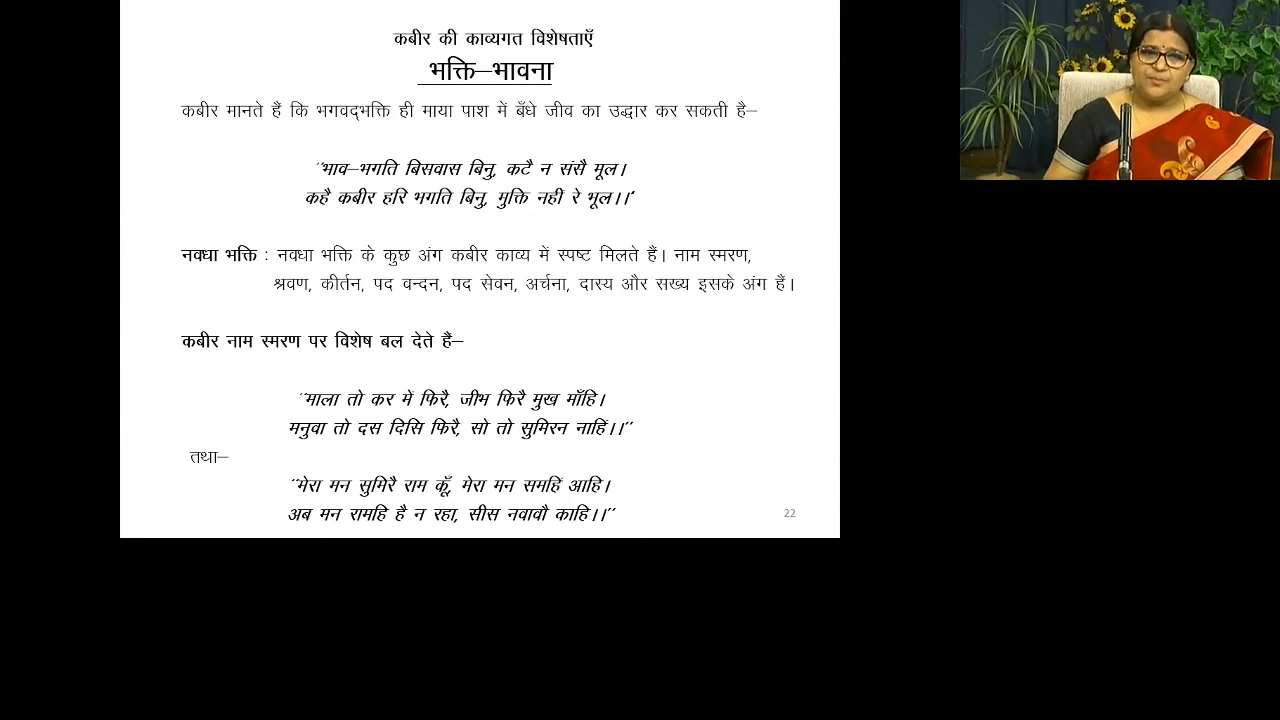 कबीर की काव्यगत विशेषताएँ
भक्ति–भावना
कबीर मानते हैं कि भगवद्भक्ति ही माया पाश में बँधे जीव का उद्धार कर सकती है–
“भाव–भगति बिसवास बिनु, कटै न संसै मूल।
कहै कबीर हरि भगति बिनु, मुक्ति नहीं रे भूल।।‘
नवधा भक्ति : नवधा भक्ति के कुछ अंग कबीर काव्य में स्पष्ट मिलते हैं। नाम स्मरण,
श्रवण, कीर्तन, पद वन्दन, पद सेवन, अर्चना, दास्य और सख्य इसके अंग हैं।
कबीर नाम स्मरण पर विशेष बल देते हैं–
“माला तो कर में फिरै, जीभ फिरै मुख माँहि।
मनुवा तो दस दिसि फिरै, सो तो सुमिरन नाहिं।।”
तथा–
“मेरा मन सुमिरै राम कूँ, मेरा मन समहिं आहि।
अब मन रामहि है न रहा, सीस नवावौ काहि।।”
22